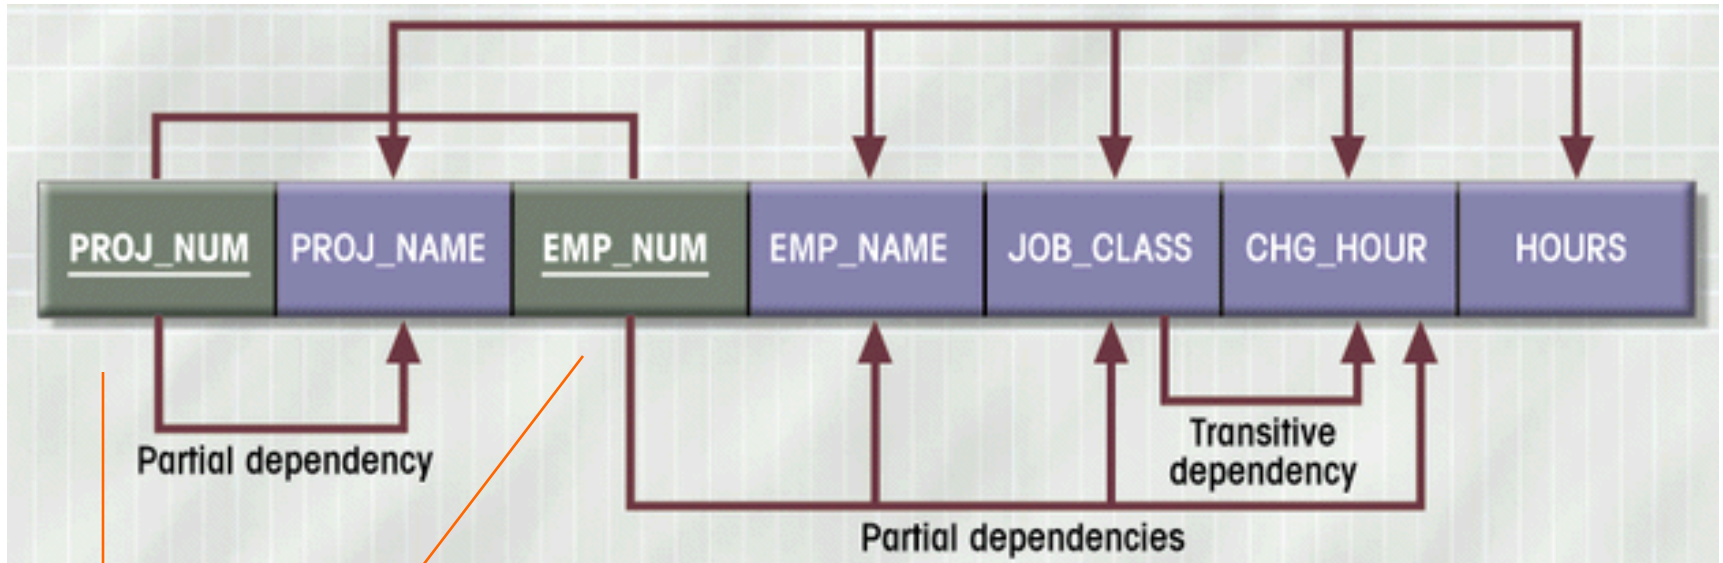 PROJ_NUM PROJ_NAME EMP_NUM EMP_NAME JOB_CLASS CHG_HOUR HOURS
Partial dependency
Transitive
dependency
Partial dependencies